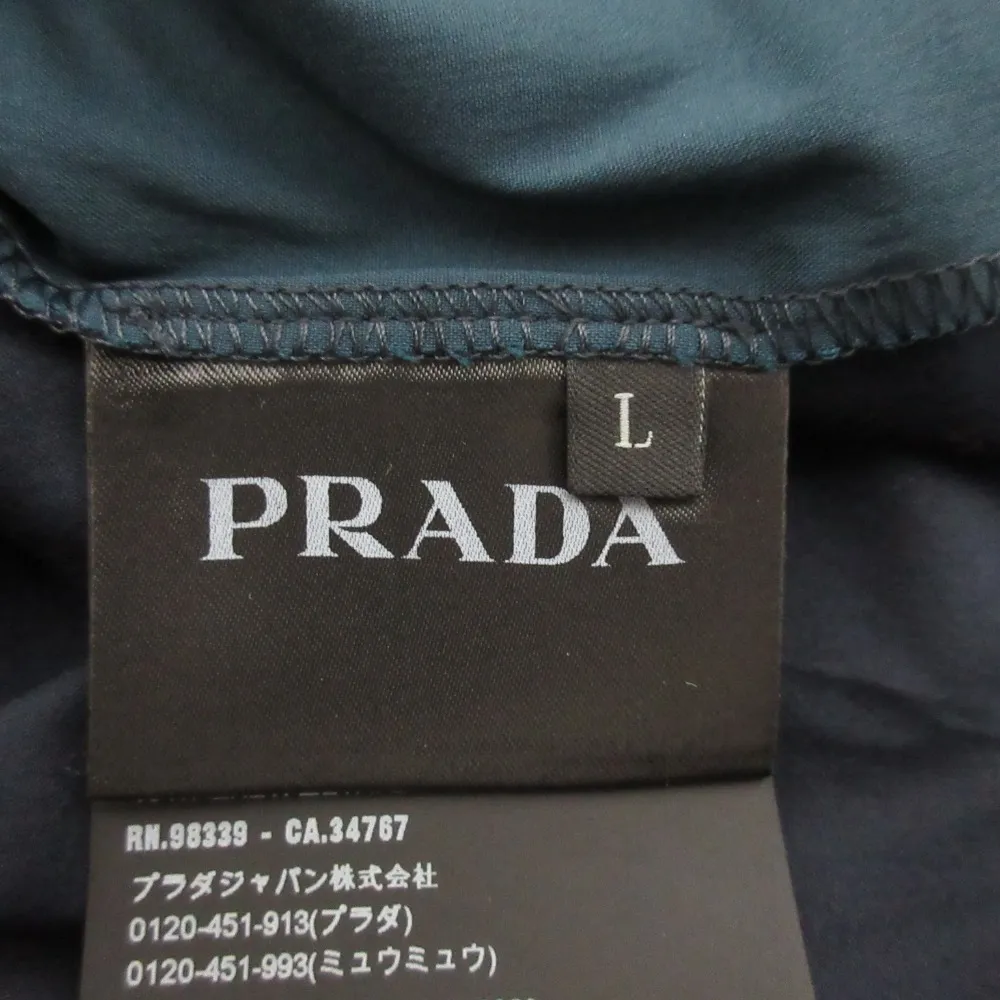 L
PRADA
RN.98339 - CA.34767
プラダジャパン株式会社
0120-451-913(プラダ)
0120-451-993(ミュウミュウ)